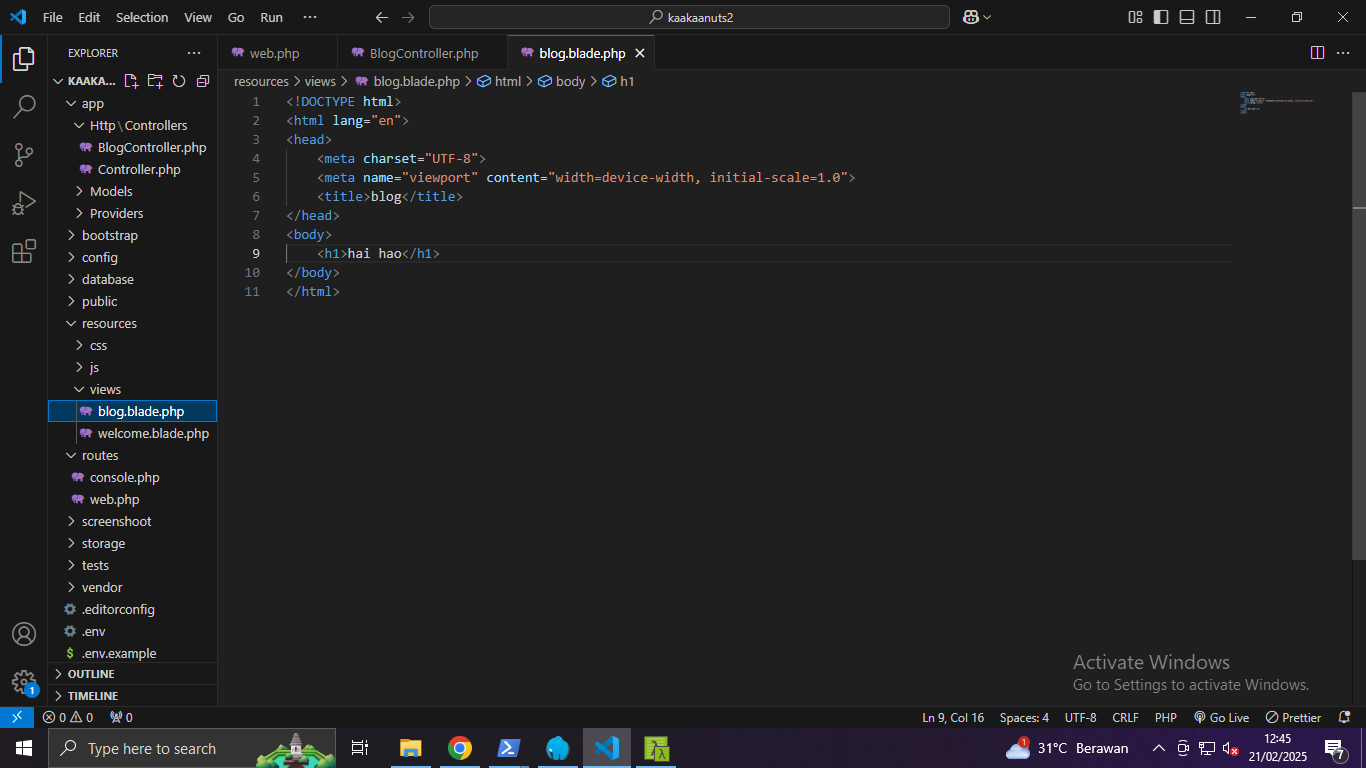 File Edit Selection View Go Run ···
kaakaanuts2
EXPLORER ···
web.php
BlogController.php
blog.blade.php
KAAKA...
resources > views > blog.blade.php > html > body > h1
app
Http\Controllers
BlogController.php
Controller.php
Models
Providers
bootstrap
config
database
public
resources
css
js
views
blog.blade.php
welcome.blade.php
routes
console.php
web.php
screenshoot
storage
tests
vendor
.editorconfig
.env
$ .env.example
OUTLINE
TIMELINE
1 <!DOCTYPE html>
2 <html lang="en">
3 <head>
4 <meta charset="UTF-8">
5 <meta name="viewport" content="width=device-width, initial-scale=1.0">
6 <title>blog</title>
7 </head>
8 <body>
9 <h1>hai hao</h1>
10 </body>
11 </html>
Activate Windows
Go to Settings to activate Windows.
1
0 0 0
Ln 9, Col 16 Spaces: 4 UTF-8 CRLF PHP Go Live Prettier
Type here to search
1 31°C Berawan
12:45
21/02/2025
7